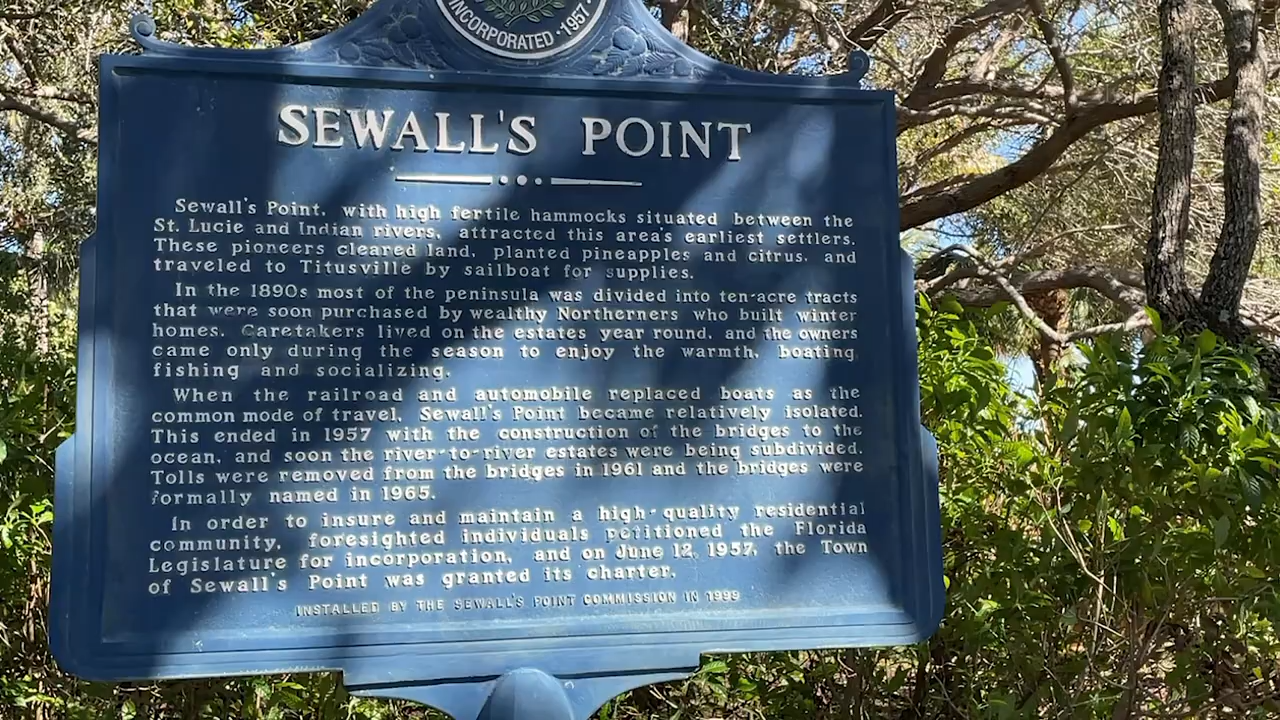 INCORPORATED · 1957
SEWALL'S POINT
Sewall's Point, with high fertile hammocks situated between the
St. Lucie and Indian rivers, attracted this area's earliest settlers.
These pioneers cleared land, planted pineapples and citrus, and
traveled to Titusville by sailboat for supplies.
In the 1890s most of the peninsula was divided into ten-acre tracts
that were soon purchased by wealthy Northerners who built winter
homes. Caretakers lived on the estates year round, and the owners
came only during the season to enjoy the warmth, boating,
fishing and socializing.
When the railroad and automobile replaced boats as the
common mode of travel, Sewall's Point became relatively isolated.
This ended in 1957 with the construction of the bridges to the
ocean, and soon the river-to-river estates were being subdivided.
Tolls were removed from the bridges in 1961 and the bridges were
formally named in 1965.
In order to insure and maintain a high-quality residential
community, foresighted individuals petitioned the Florida
Legislature for incorporation, and on June 12, 1957, the Town
of Sewall's Point was granted its charter.
INSTALLED BY THE SEWALL'S POINT COMMISSION IN 1999